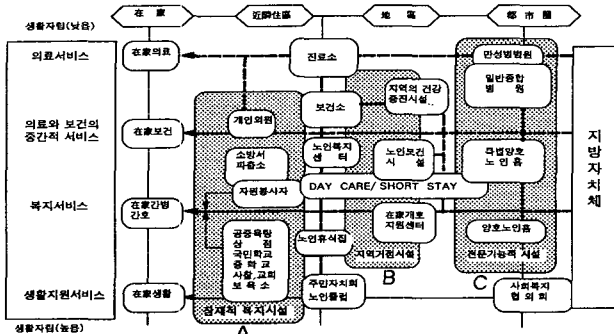 생활자립(낮음)
在家
近隣住區
地區
都市圈
의료서비스
의료와 보건의
중간적 서비스
복지서비스
생활지원서비스
생활자립(높음)
在家의료
在家보건
在家간병
간호
在家생활
진료소
보건소
개인의원
소방서
파출소
자원봉사자
공중목욕탕
상 점
국민학교
중 학 교
사찰,교회
보 육 소
잠재적 복지시설
A
노인복지
센 터
DAY CARE/ SHORT STAY
노인휴식집
주민자치회
노인클럽
지역의 건강
증진시설..
노인보건
시 설
在家개호
지원센터
지역거점시설
B
만성병병원
일반종합
병 원
특별양호
노 인 홈
양호노인홈
전문기능적 시설
C
사회복지
협 의 회
지방자치체